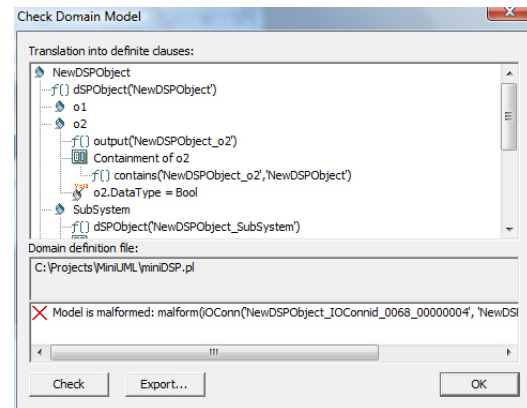 Check Domain Model
Translation into definite clauses:
NewDSPObject
f() dSPObject('NewDSPObject')
o1
o2
f() output('NewDSPObject_o2')
Containment of o2
f() contains('NewDSPObject_o2','NewDSPObject')
o2.DataType = Bool
SubSystem
f() dSPObject('NewDSPObject_SubSystem')
Domain definition file:
C:\Projects\MiniUML\miniDSP.pl
Model is malformed: malform(iOConn('NewDSPObject_IOConnid_0068_00000004', 'NewDSI
Check
Export...
OK